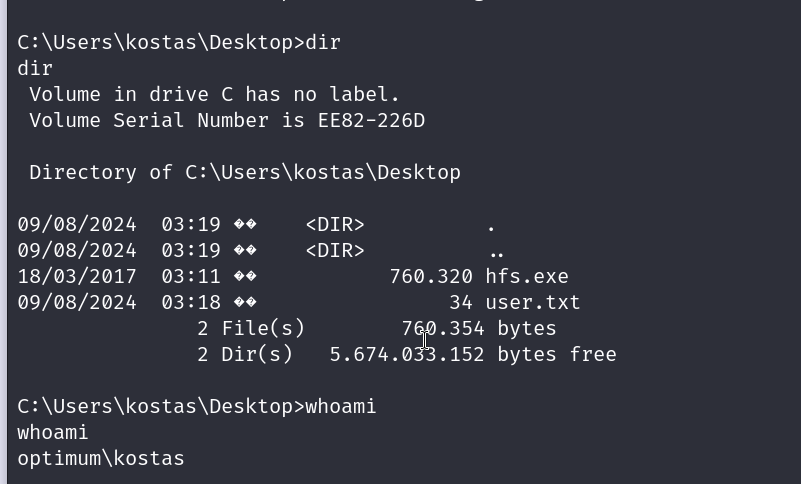 C:\Users\kostas\Desktop>dir
dir
 Volume in drive C has no label.
 Volume Serial Number is EE82-226D

 Directory of C:\Users\kostas\Desktop

09/08/2024  03:19 ��    <DIR>          .
09/08/2024  03:19 ��    <DIR>          ..
18/03/2017  03:11 ��           760.320 hfs.exe
09/08/2024  03:18 ��                34 user.txt
               2 File(s)        760.354 bytes
               2 Dir(s)   5.674.033.152 bytes free

C:\Users\kostas\Desktop>whoami
whoami
optimum\kostas